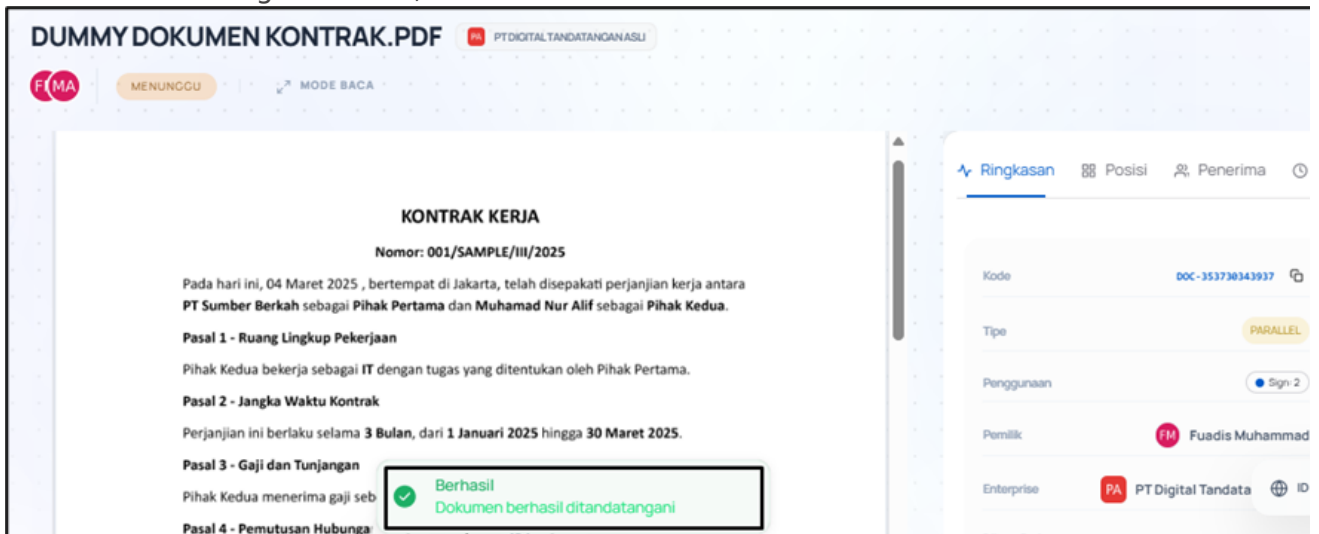 DUMMY DOKUMEN KONTRAK.PDF PA PT DIGITAL TANDATANGAN ASLI
F(MA MENUNGGU MODE BACA
KONTRAK KERJA
Nomor: 001/SAMPLE/III/2025
Pada hari ini, 04 Maret 2025 , bertempat di Jakarta, telah disepakati perjanjian kerja antara
PT Sumber Berkah sebagai Pihak Pertama dan Muhamad Nur Alif sebagai Pihak Kedua.
Pasal 1 - Ruang Lingkup Pekerjaan
Pihak Kedua bekerja sebagai IT dengan tugas yang ditentukan oleh Pihak Pertama.
Pasal 2 - Jangka Waktu Kontrak
Perjanjian ini berlaku selama 3 Bulan, dari 1 Januari 2025 hingga 30 Maret 2025.
Pasal 3 - Gaji dan Tunjangan
Pihak Kedua menerima gaji seb
Pasal 4 - Pemutusan Hubunga
Berhasil
Dokumen berhasil ditandatangani
Ringkasan Posisi Penerima
Kode DOC-353730343937
Tipe PARALLEL
Penggunaan Sign 2
Pemilik FM Fuadis Muhammad
Enterprise PA PT Digital Tandata ID